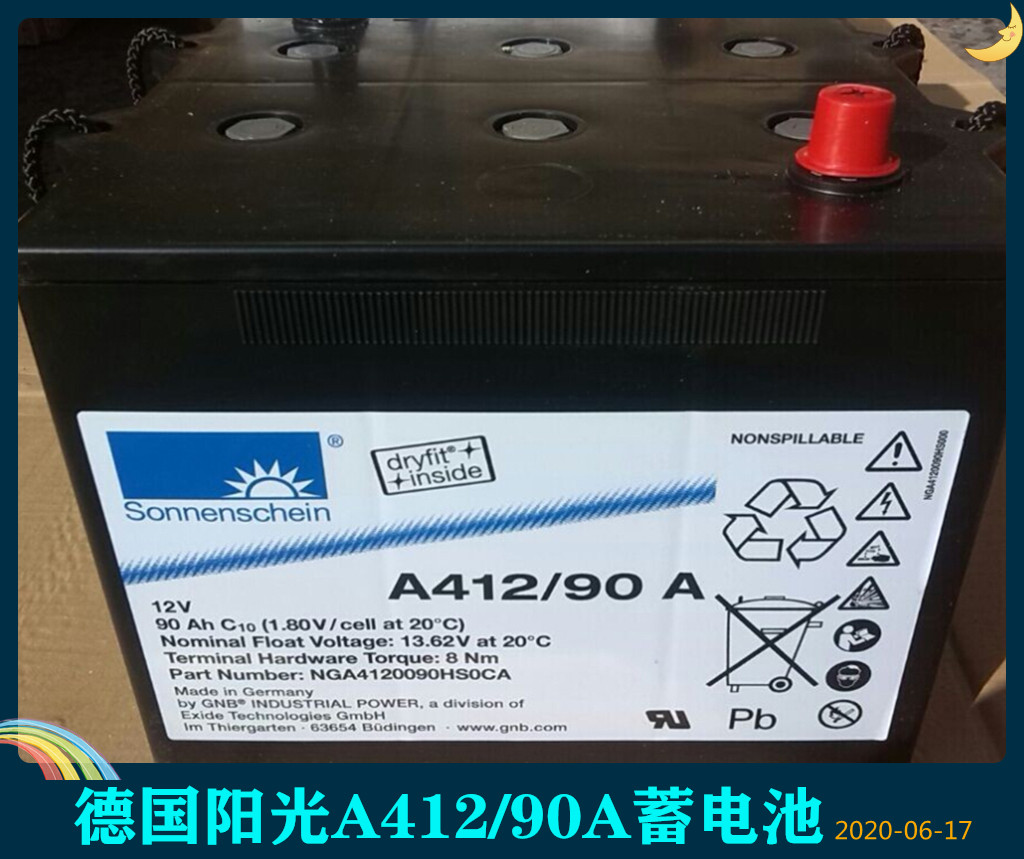 NONSPILLABLE
NGA4120090HS000
®
dryfit®
inside
Sonnenschein
A412/90 A
12V
90 Ah C10 (1.80V/cell at 20°C)
Nominal Float Voltage: 13.62V at 20°C
Terminal Hardware Torque: 8 Nm
Part Number: NGA4120090HS0CA
Made in Germany
by GNB® INDUSTRIAL POWER, a division of
Exide Technologies GmbH
Im Thiergarten · 63654 Büdingen · www.gnb.com
Pb
德国阳光A412/90A蓄电池
2020-06-17